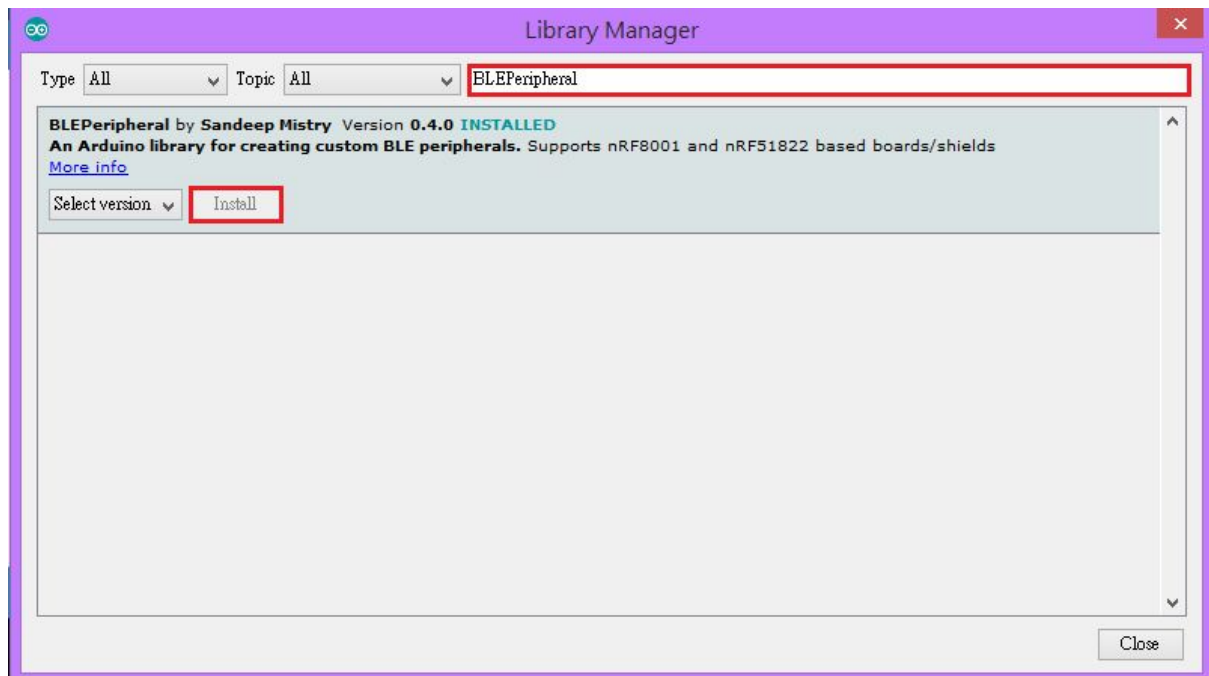 Library Manager
Type All Topic All BLEPeripheral
BLEPeripheral by Sandeep Mistry Version 0.4.0 INSTALLED
An Arduino library for creating custom BLE peripherals. Supports nRF8001 and nRF51822 based boards/shields
More info
Select version Install
Close